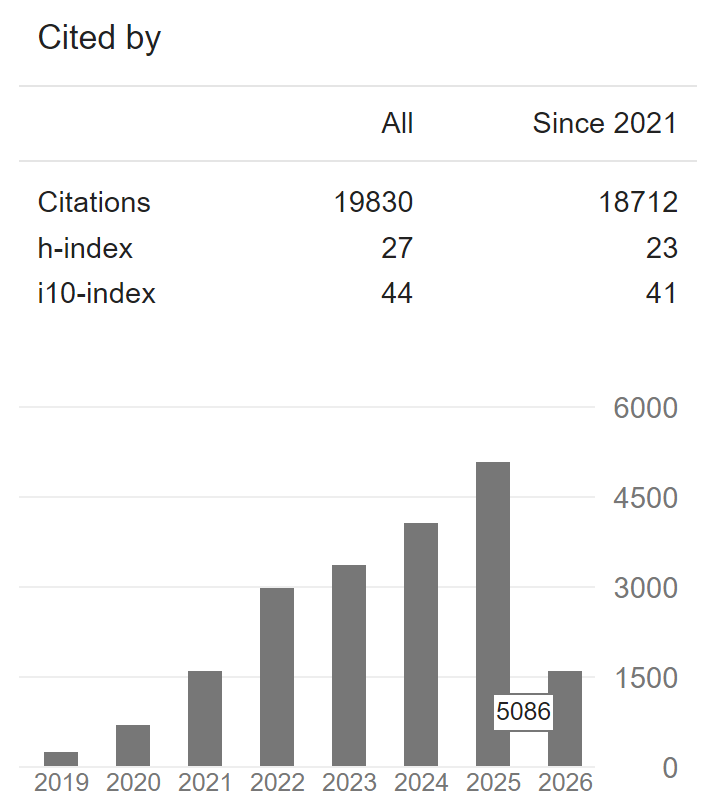 Cited by
All Since 2021
Citations 19830 18712
h-index 27 23
i10-index 44 41
6000
4500
3000
1500
5086
0
2019 2020 2021 2022 2023 2024 2025 2026